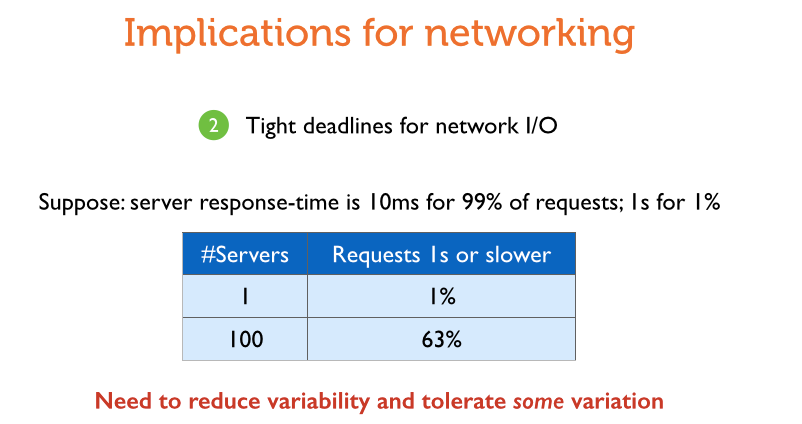 Implications for networking
2 Tight deadlines for network I/O
Suppose: server response-time is 10ms for 99% of requests; 1s for 1%
#Servers Requests 1s or slower
1 1%
100 63%
Need to reduce variability and tolerate some variation